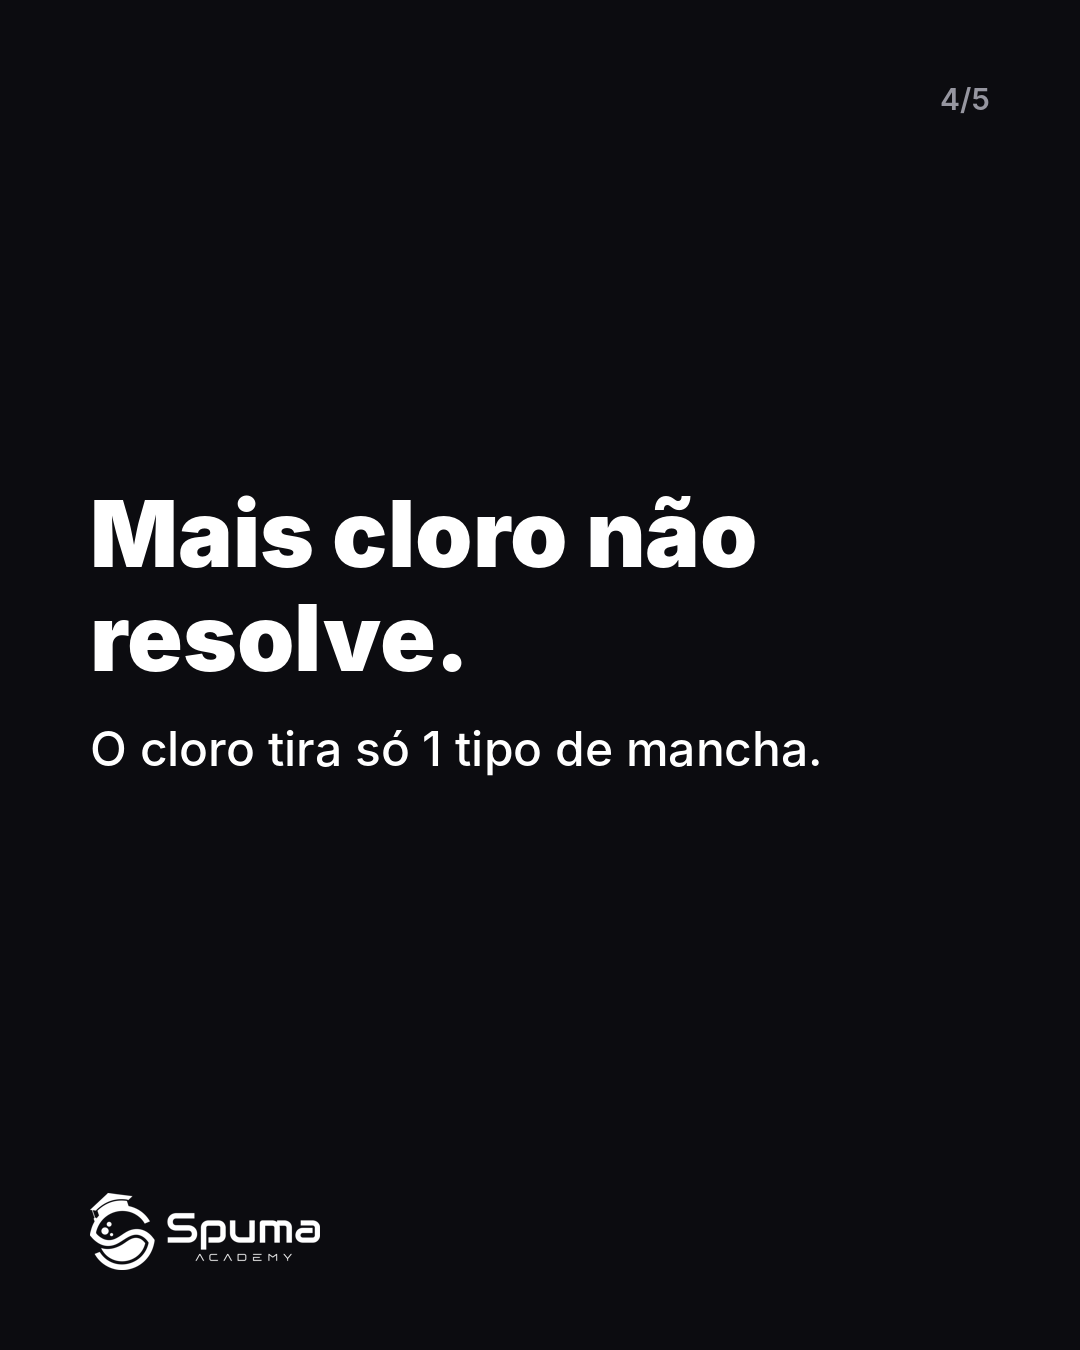 4/5
Mais cloro não
resolve.
O cloro tira só 1 tipo de mancha.
Spuma
ACADEMY